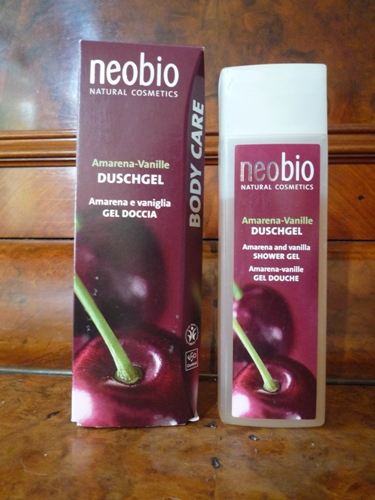 neobio
NATURAL COSMETICS
Amarena-Vanille
DUSCHGEL
Amarena e vaniglia
GEL DOCCIA
BODY CARE
neobio
NATURAL COSMETICS
Amarena-Vanille
DUSCHGEL
Amarena and vanilla
SHOWER GEL
Amarena-vanille
GEL DOUCHE